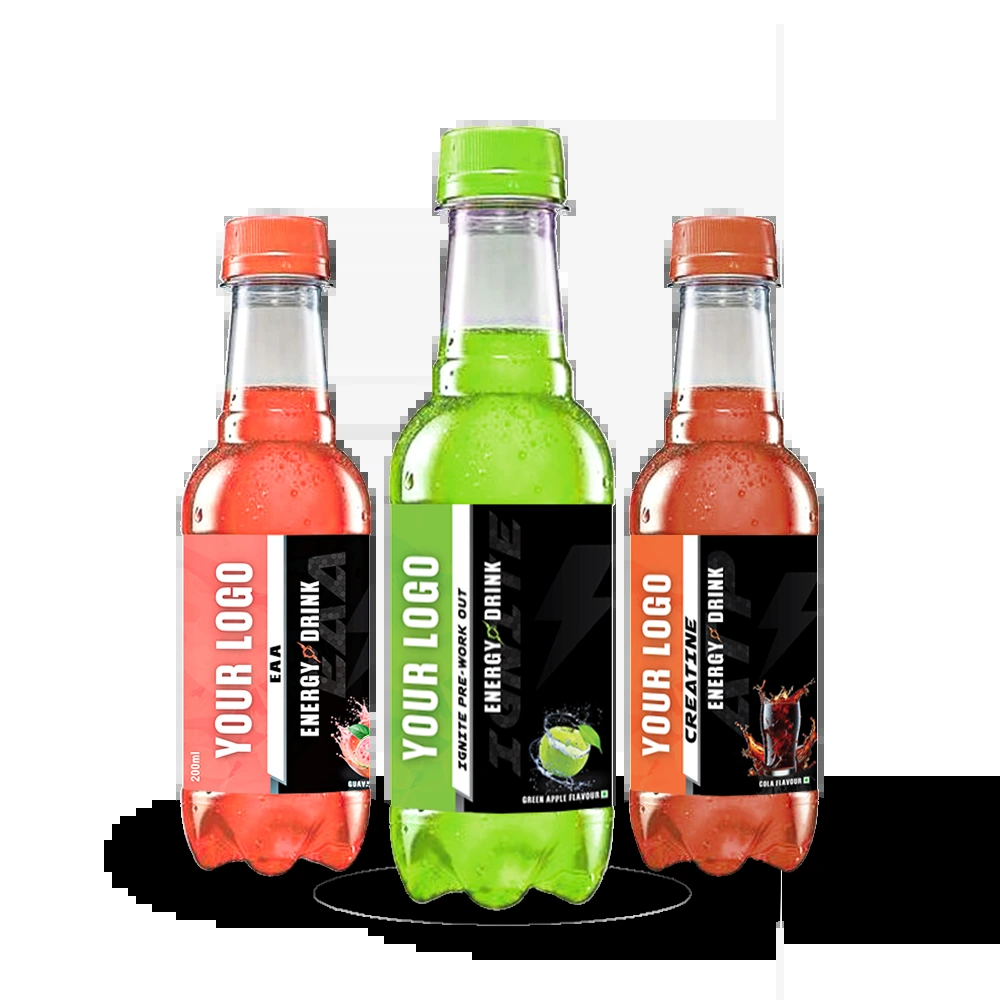 200ml
YOUR LOGO
EAA
ENERGY DRINK
EAA
YOUR LOGO
IGNITE PRE-WORK OUT
ENERGY DRINK
IGNITE
GREEN APPLE FLAVOUR
YOUR LOGO
CREATINE
ENERGY DRINK
ATP
COLA FLAVOUR